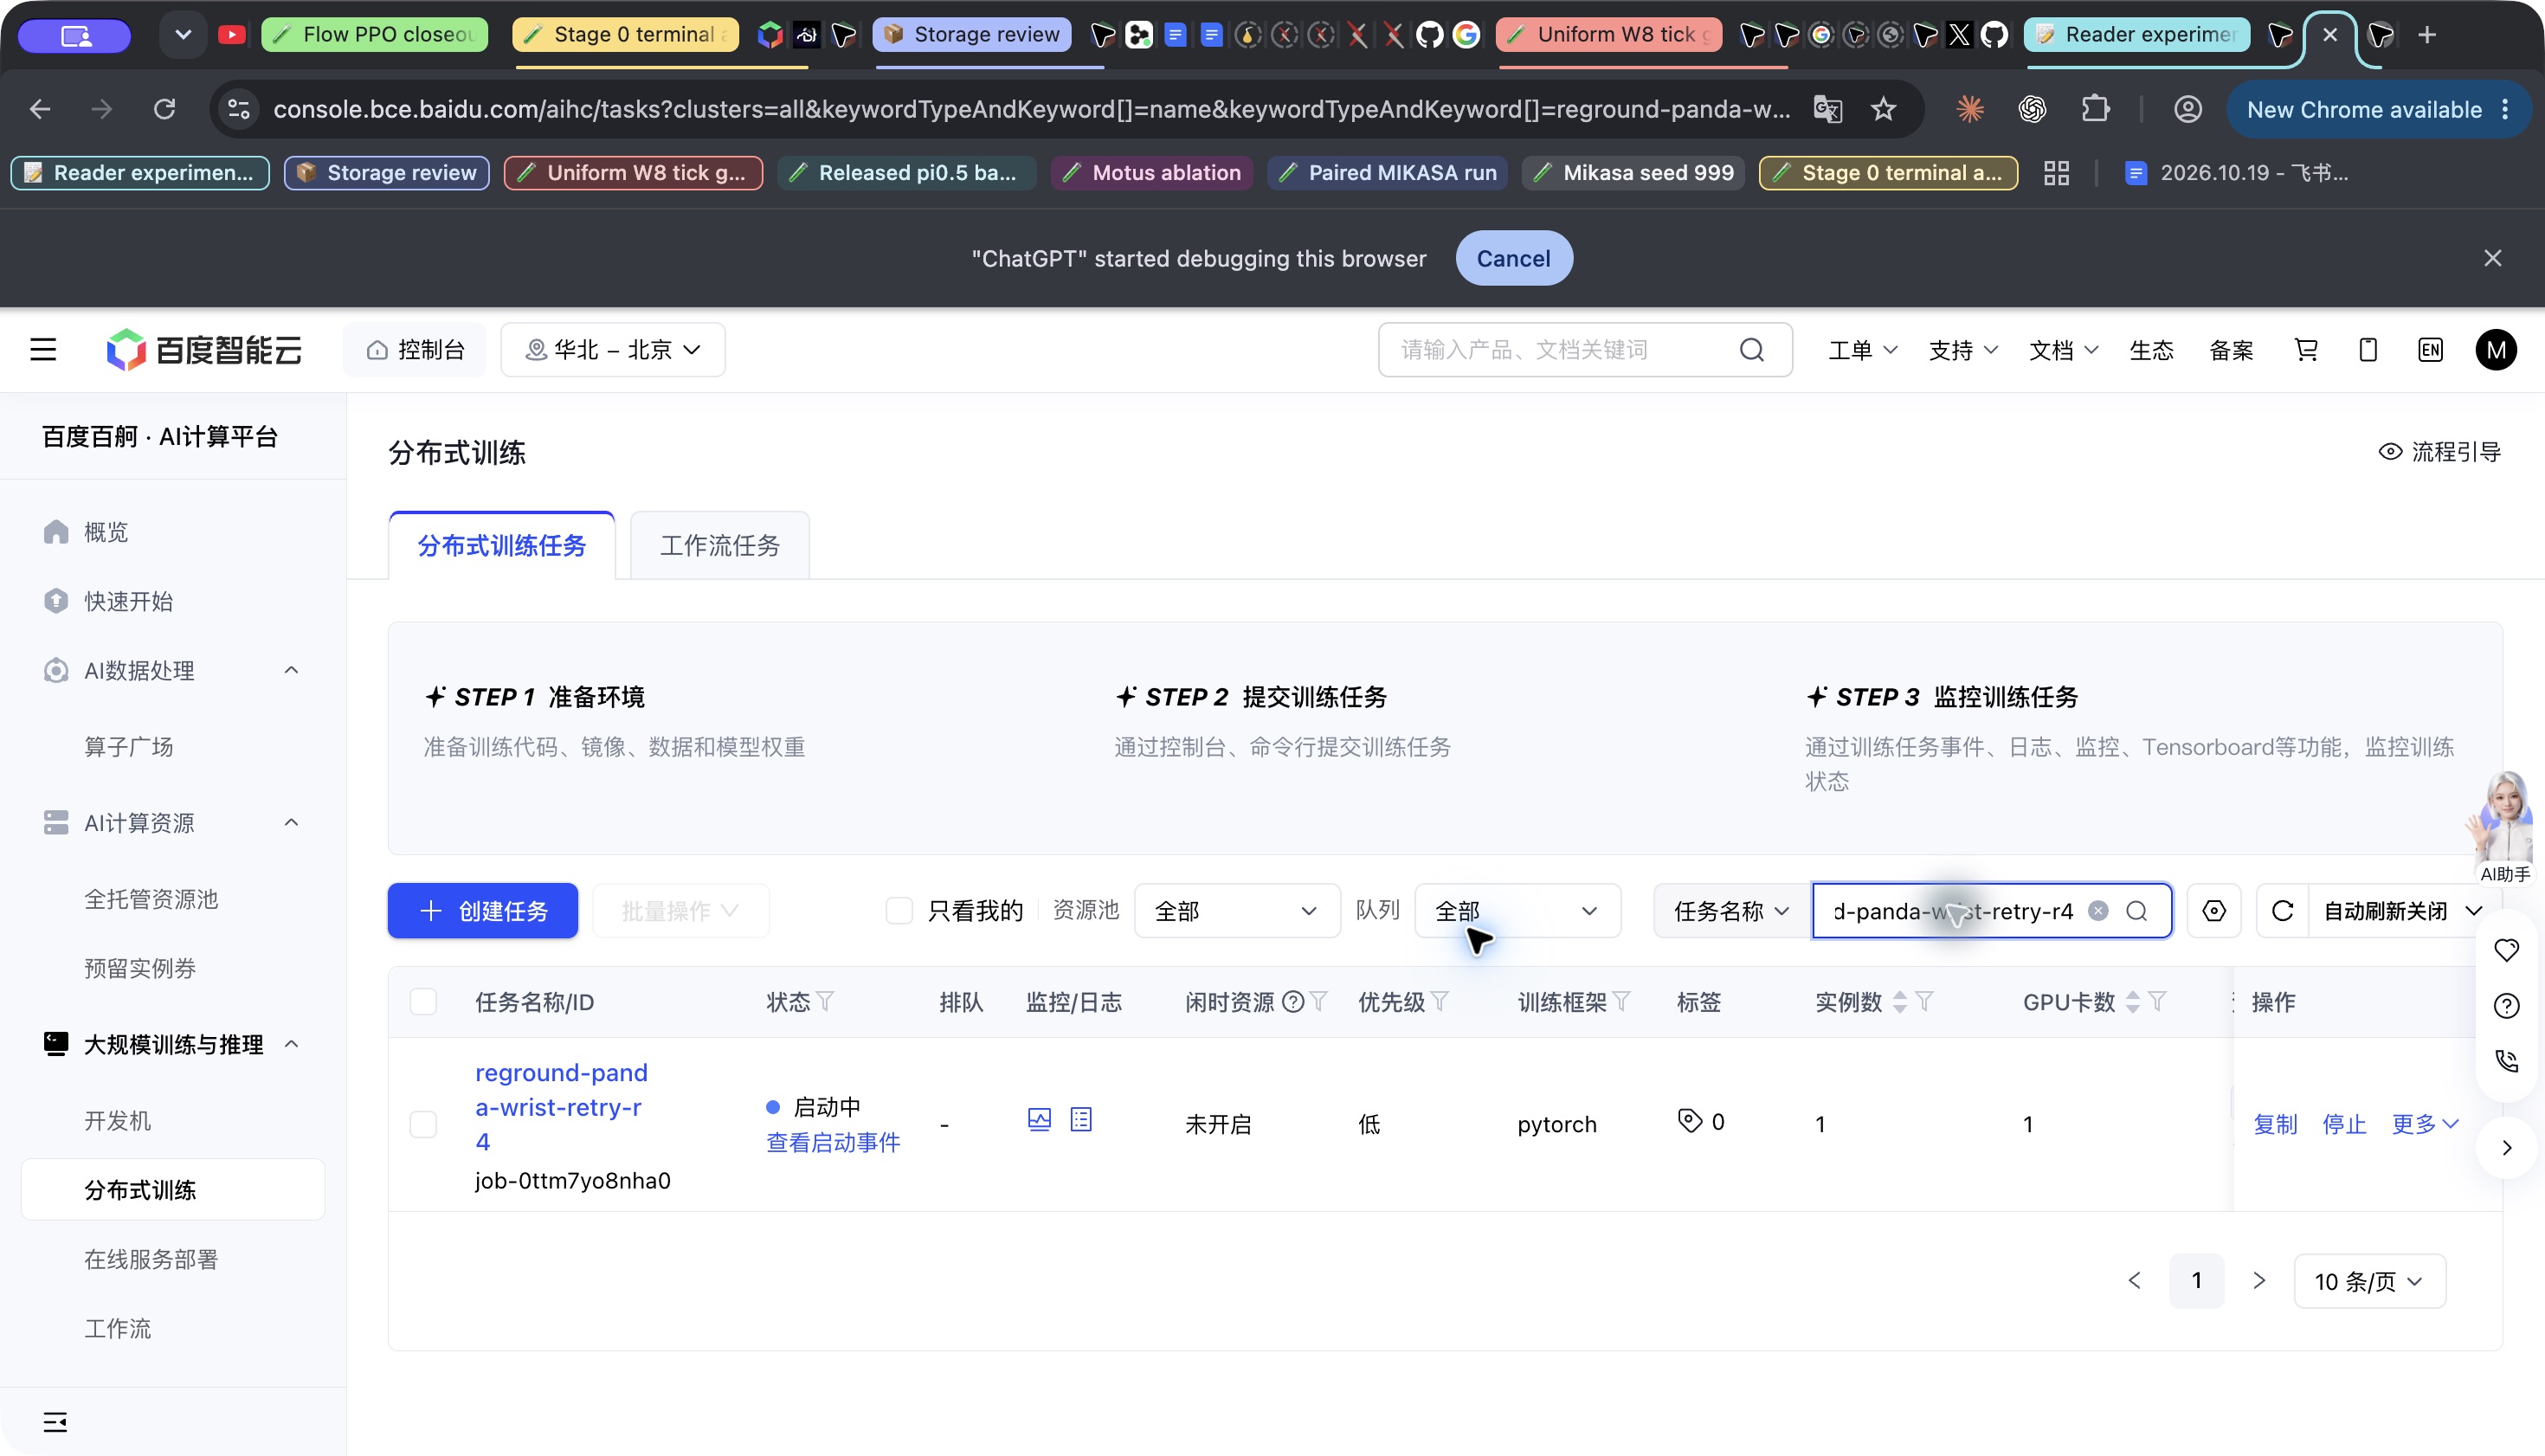 Flow PPO closeou
Stage 0 terminal
Storage review
Uniform W8 tick g
Reader experimen
console.bce.baidu.com/aihc/tasks?clusters=all&keywordTypeAndKeyword[]=name&keywordTypeAndKeyword[]=reground-panda-w...
New Chrome available
Reader experimen...
Storage review
Uniform W8 tick g...
Released pi0.5 ba...
Motus ablation
Paired MIKASA run
Mikasa seed 999
Stage 0 terminal a...
2026.10.19 - 飞书...
"ChatGPT" started debugging this browser
Cancel
百度智能云
控制台
华北 – 北京
请输入产品、文档关键词
工单
支持
文档
生态
备案
EN
M
百度百舸 · AI计算平台
概览
快速开始
AI数据处理
算子广场
AI计算资源
全托管资源池
预留实例券
大规模训练与推理
开发机
分布式训练
在线服务部署
工作流
分布式训练
流程引导
分布式训练任务
工作流任务
STEP 1 准备环境
准备训练代码、镜像、数据和模型权重
STEP 2 提交训练任务
通过控制台、命令行提交训练任务
STEP 3 监控训练任务
通过训练任务事件、日志、监控、Tensorboard等功能，监控训练
状态
AI助手
创建任务
批量操作
只看我的
资源池
全部
队列
全部
任务名称
d-panda-wrist-retry-r4
自动刷新关闭
任务名称/ID
状态
排队
监控/日志
闲时资源
优先级
训练框架
标签
实例数
GPU卡数
操作
reground-pand
a-wrist-retry-r
4
job-0ttm7yo8nha0
启动中
查看启动事件
-
未开启
低
pytorch
0
1
1
复制
停止
更多
1
10 条/页